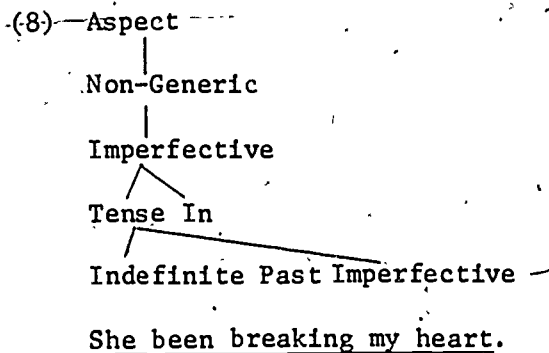 (8) Aspect
Non-Generic
Imperfective
Tense In
Indefinite Past Imperfective
She been breaking my heart.